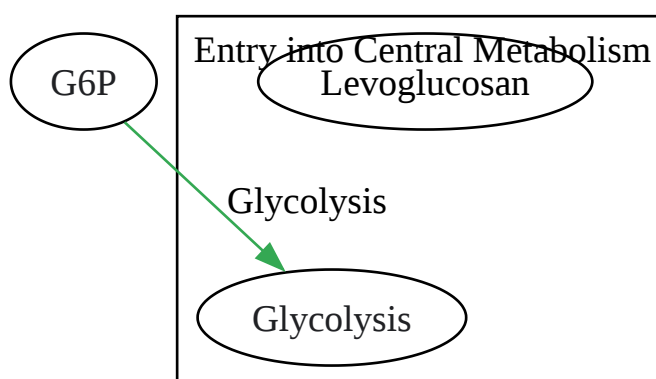 Entry into Central Metabolism
G6P
Levoglucosan
Glycolysis
Glycolysis